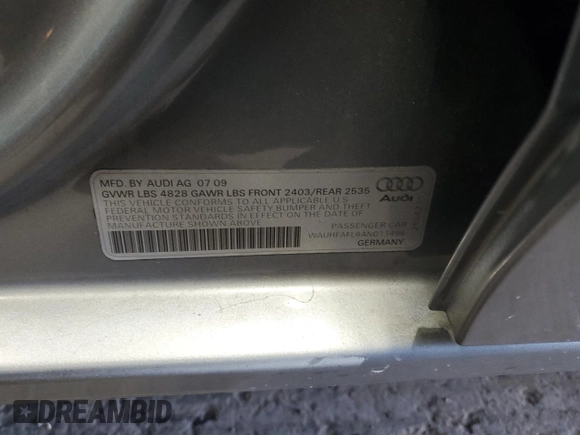 MFD. BY AUDI AG 07 09
GVWR LBS 4828 GAWR LBS FRONT 2403/REAR 2535
THIS VEHICLE CONFORMS TO ALL APPLICABLE U.S
FEDERAL MOTOR VEHICLE SAFETY BUMPER AND THEFT
PREVENTION STANDARDS IN EFFECT ON THE DATE OF
MANUFACTURE SHOWN ABOVE
Audi
PASSENGER CAR
GERMANY
DREAMBID